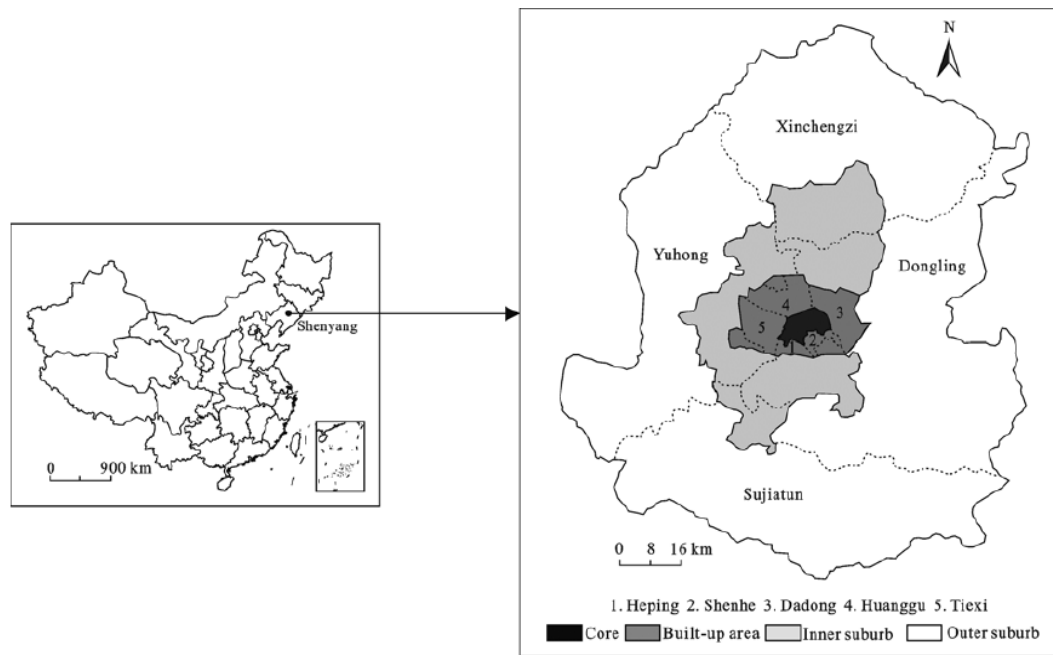 Shenyang
0 900 km
N
Xinchengzi
Yuhong
Dongling
4
3
5
2
Sujiatun
0 8 16 km
1. Heping 2. Shenhe 3. Dadong 4. Huanggu 5. Tiexi
Core Built-up area Inner suburb Outer suburb